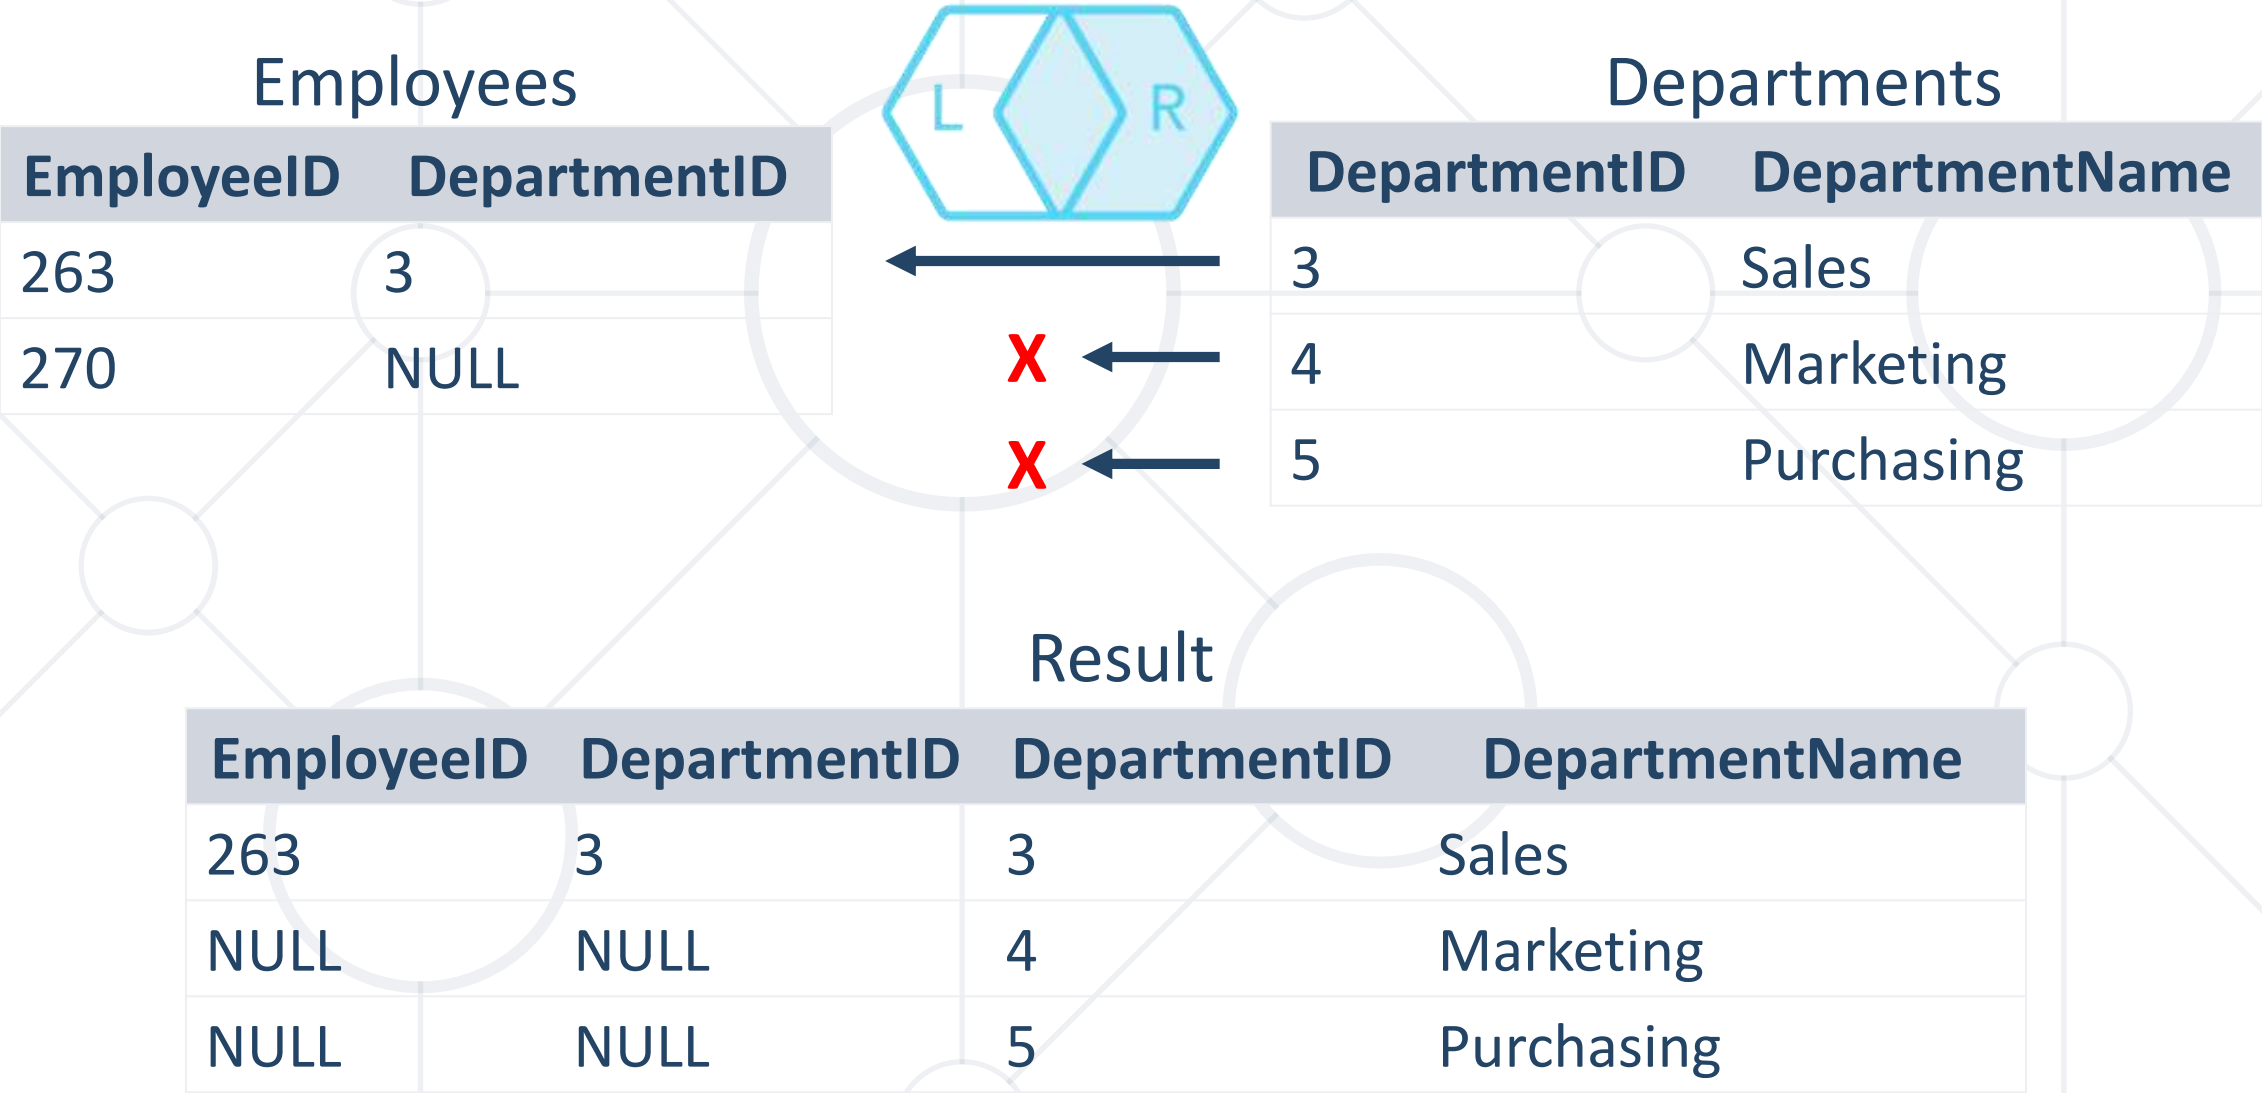 Employees
EmployeeID DepartmentID
263 3
270 NULL
L R
Departments
DepartmentID DepartmentName
3 Sales
4 Marketing
5 Purchasing
X
X
Result
EmployeeID DepartmentID DepartmentID DepartmentName
263 3 3 Sales
NULL NULL 4 Marketing
NULL NULL 5 Purchasing